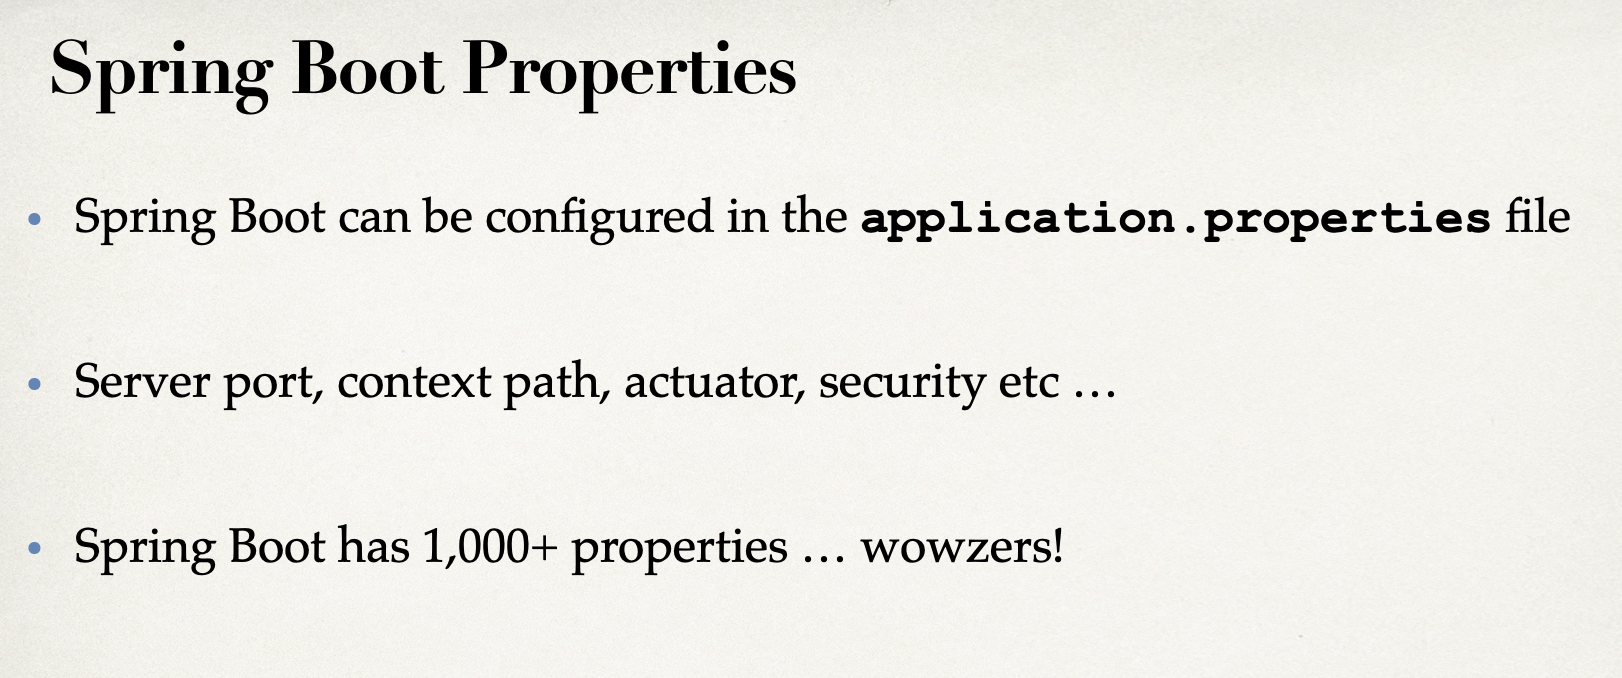 Spring Boot Properties
• Spring Boot can be configured in the application.properties file
• Server port, context path, actuator, security etc …
• Spring Boot has 1,000+ properties … wowzers!